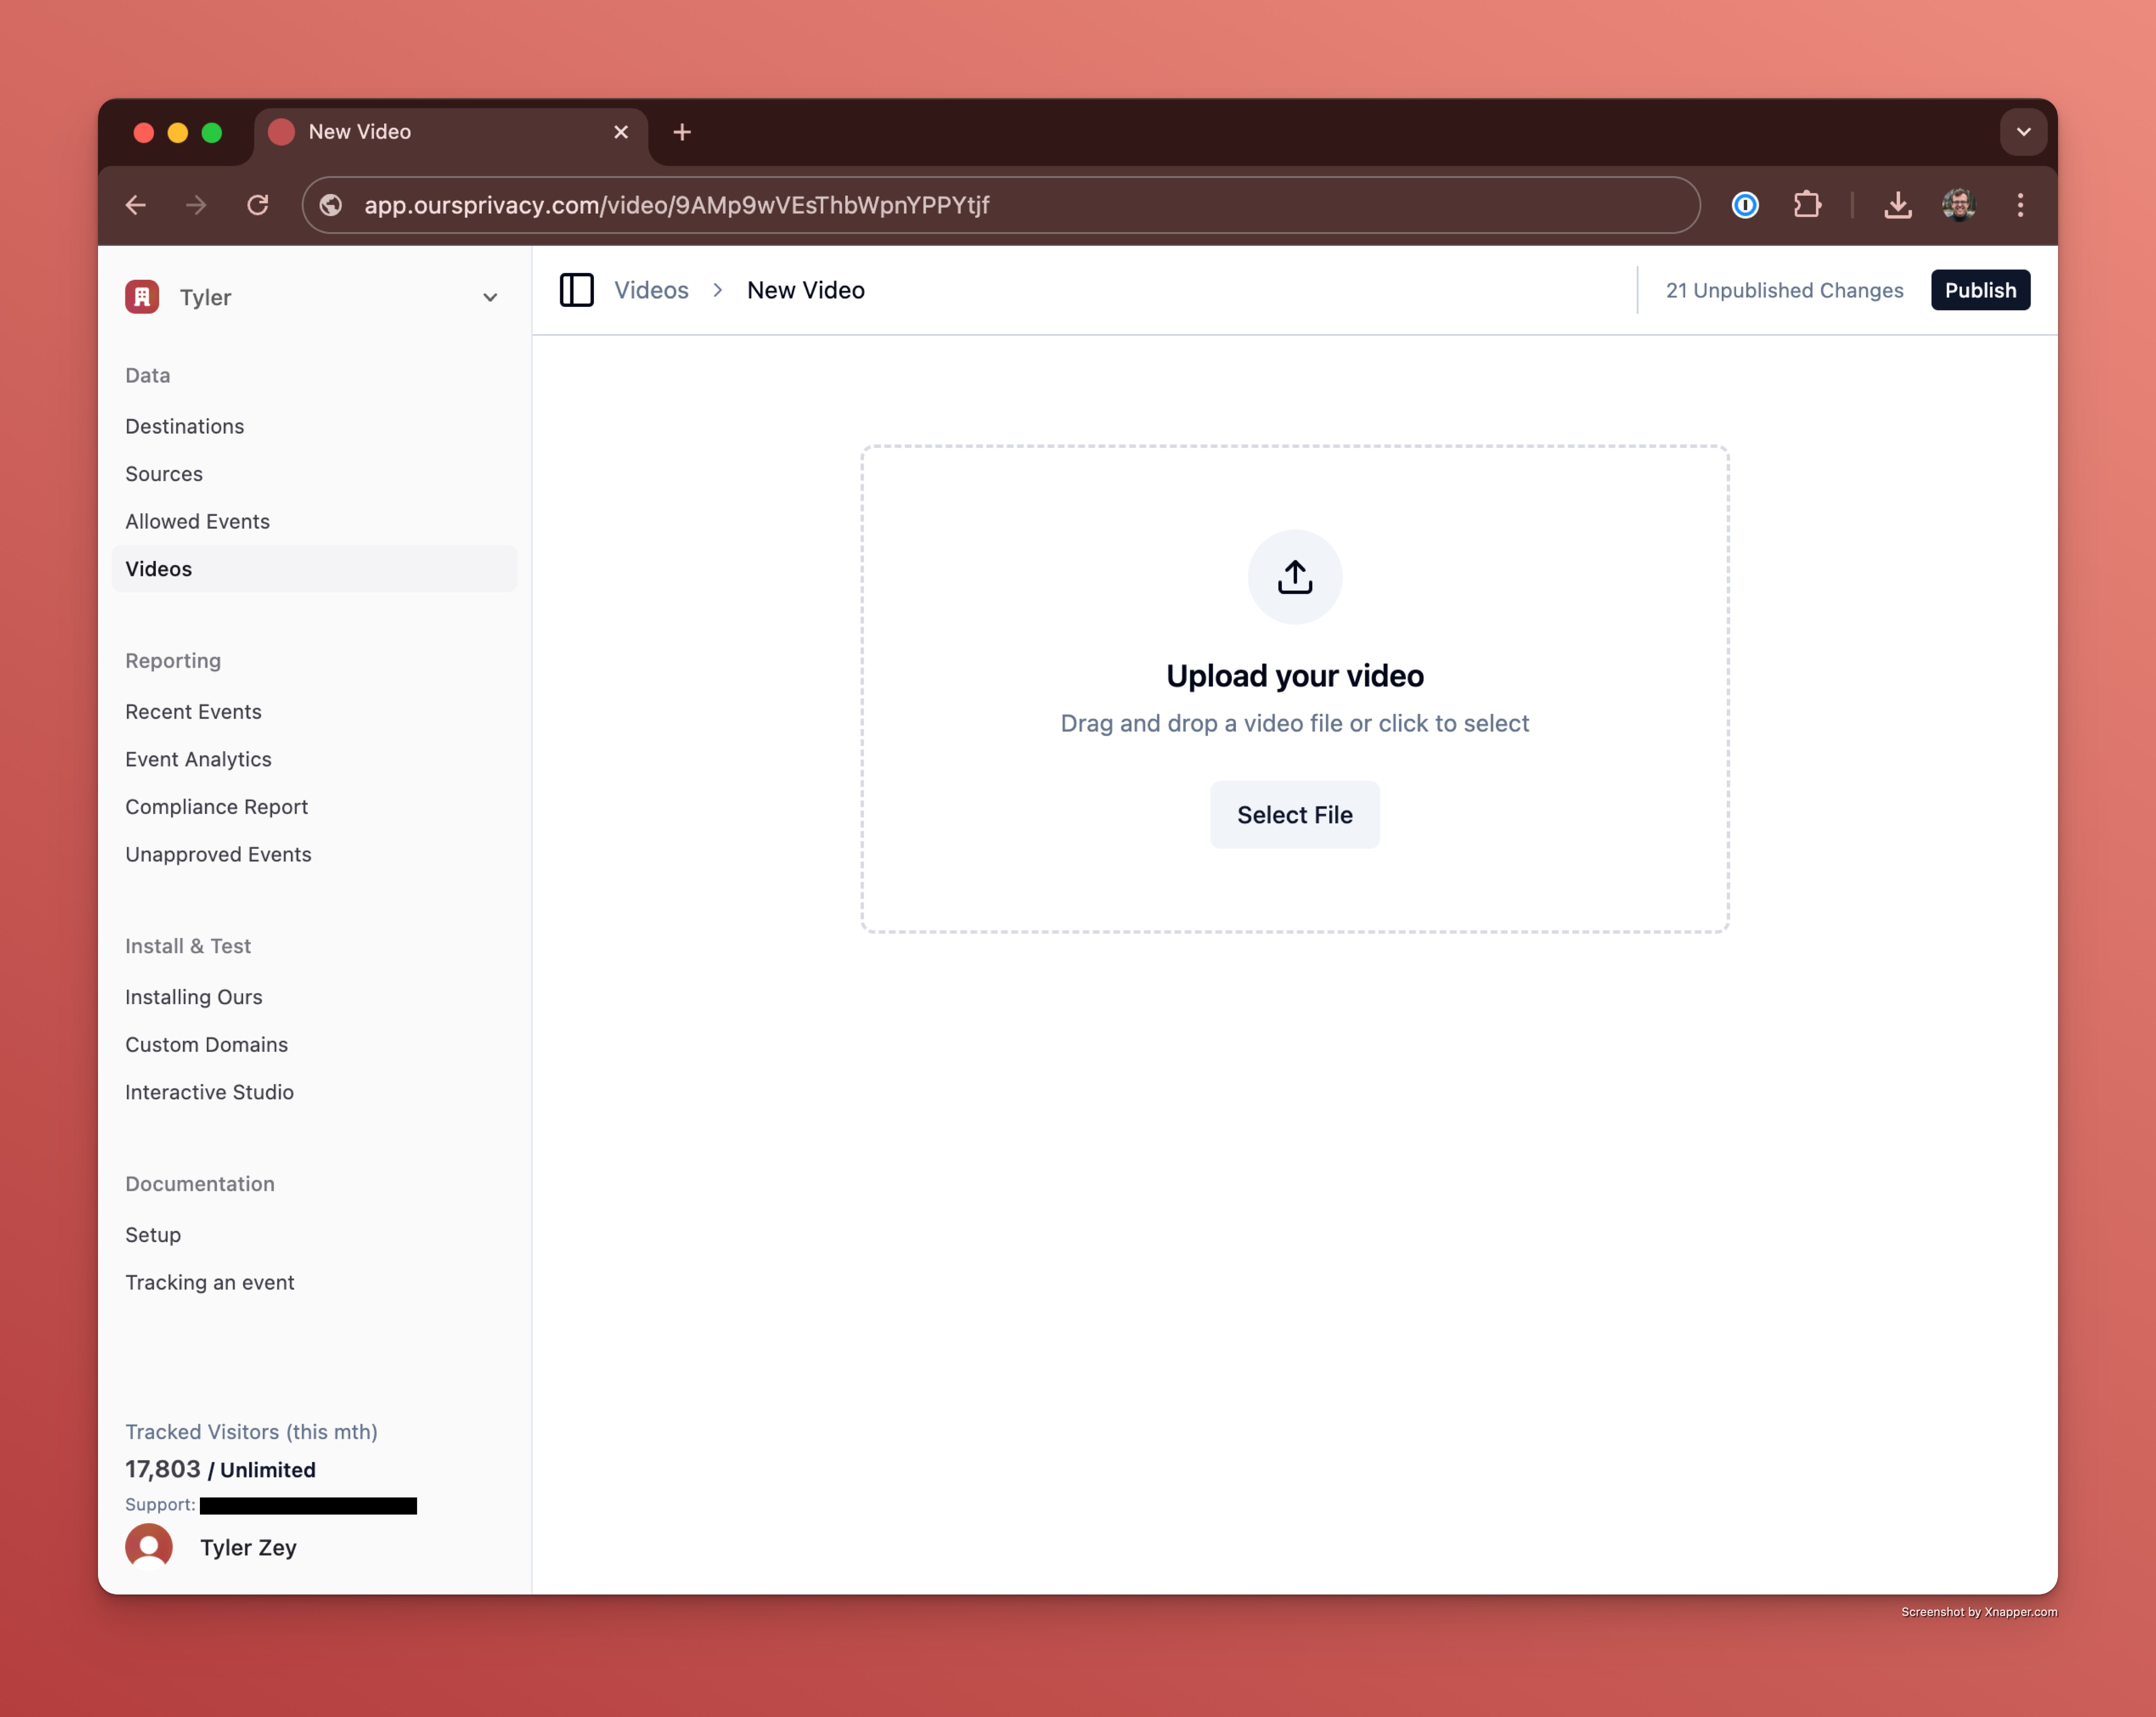 New Video
app.oursprivacy.com/video/9AMp9wVEsThbWpnYPPYtjf
Tyler
Videos > New Video
21 Unpublished Changes
Publish
Data
Destinations
Sources
Allowed Events
Videos
Reporting
Recent Events
Event Analytics
Compliance Report
Unapproved Events
Install & Test
Installing Ours
Custom Domains
Interactive Studio
Documentation
Setup
Tracking an event
Tracked Visitors (this mth)
17,803 / Unlimited
Support:
Tyler Zey
Upload your video
Drag and drop a video file or click to select
Select File
Screenshot by Xnapper.com